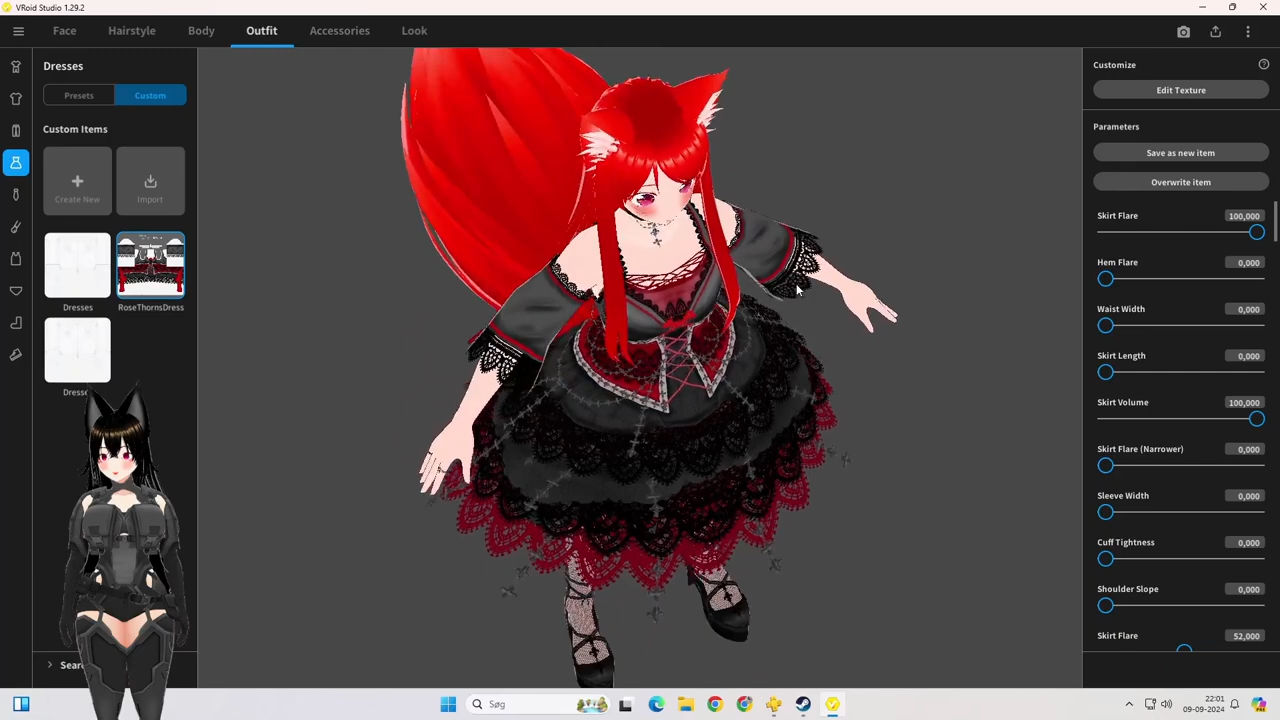 VRoid Studio 1.29.2
Face Hairstyle Body Outfit Accessories Look
Dresses
Presets Custom
Custom Items
Create New Import
Dresses RoseThornsDress
Dresse
Sear
Customize
Edit Texture
Parameters
Save as new item
Overwrite item
Skirt Flare 100,000
Hem Flare 0,000
Waist Width 0,000
Skirt Length 0,000
Skirt Volume 100,000
Skirt Flare (Narrower) 0,000
Sleeve Width 0,000
Cuff Tightness 0,000
Shoulder Slope 0,000
Skirt Flare 52,000
Søg
22:01
09-09-2024